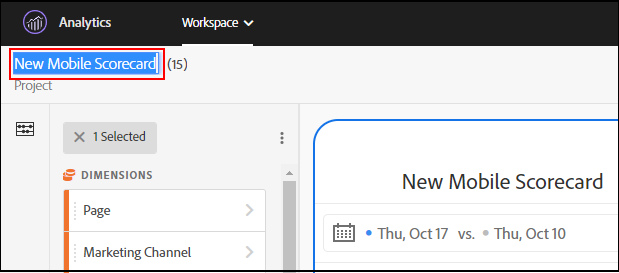 Analytics Workspace
New Mobile Scorecard (15)
Project
1 Selected
DIMENSIONS
Page
Marketing Channel
New Mobile Scorecard
Thu, Oct 17 vs. Thu, Oct 10